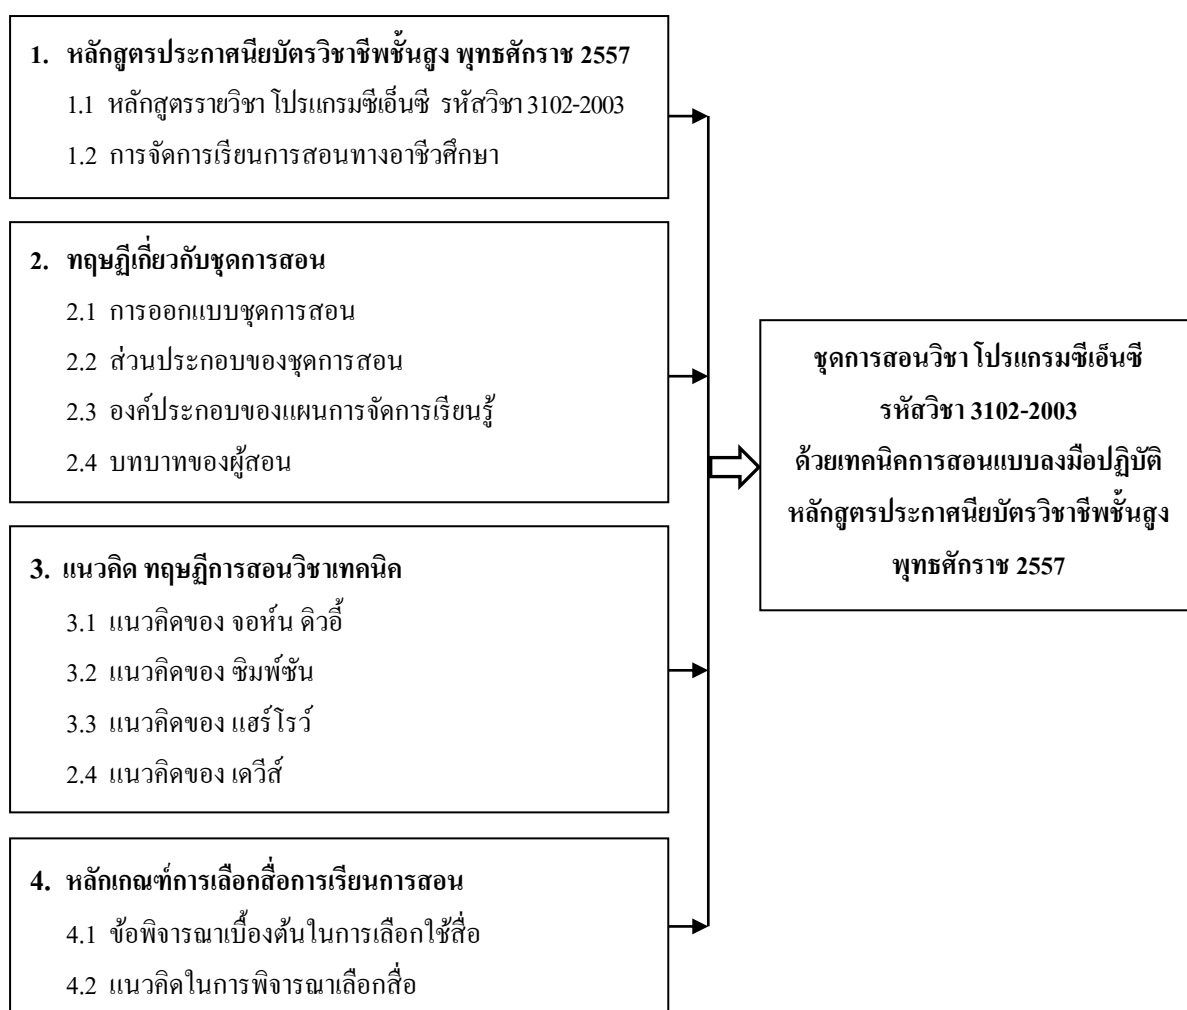 1. หลักสูตรประกาศนียบัตรวิชาชีพชั้นสูง พุทธศักราช 2557
1.1 หลักสูตรรายวิชา โปรแกรมซีเอ็นซี รหัสวิชา 3102-2003
1.2 การจัดการเรียนการสอนทางอาชีวศึกษา
2. ทฤษฎีเกี่ยวกับชุดการสอน
2.1 การออกแบบชุดการสอน
2.2 ส่วนประกอบของชุดการสอน
2.3 องค์ประกอบของแผนการจัดการเรียนรู้
2.4 บทบาทของผู้สอน
3. แนวคิด ทฤษฎีการสอนวิชาเทคนิค
3.1 แนวคิดของ จอห์น ดิวอี้
3.2 แนวคิดของ ซิมพ์ซัน
3.3 แนวคิดของ แฮร์โรว์
2.4 แนวคิดของ เดวีส์
4. หลักเกณฑ์การเลือกสื่อการเรียนการสอน
4.1 ข้อพิจารณาเบื้องต้นในการเลือกใช้สื่อ
4.2 แนวคิดในการพิจารณาเลือกสื่อ
ชุดการสอนวิชา โปรแกรมซีเอ็นซี
รหัสวิชา 3102-2003
ด้วยเทคนิคการสอนแบบลงมือปฏิบัติ
หลักสูตรประกาศนียบัตรวิชาชีพชั้นสูง
พุทธศักราช 2557